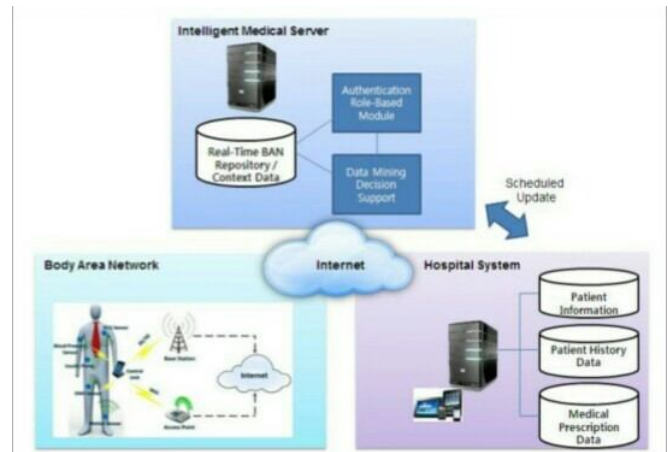 Intelligent Medical Server
Authentication
Role-Based
Module
Real-Time BAN
Repository /
Context Data
Data Mining
Decision
Support
Scheduled
Update
Body Area Network
Internet
Hospital System
Patient
Information
Patient History
Data
Medical
Prescription
Data
Base Station
Internet
Access Point